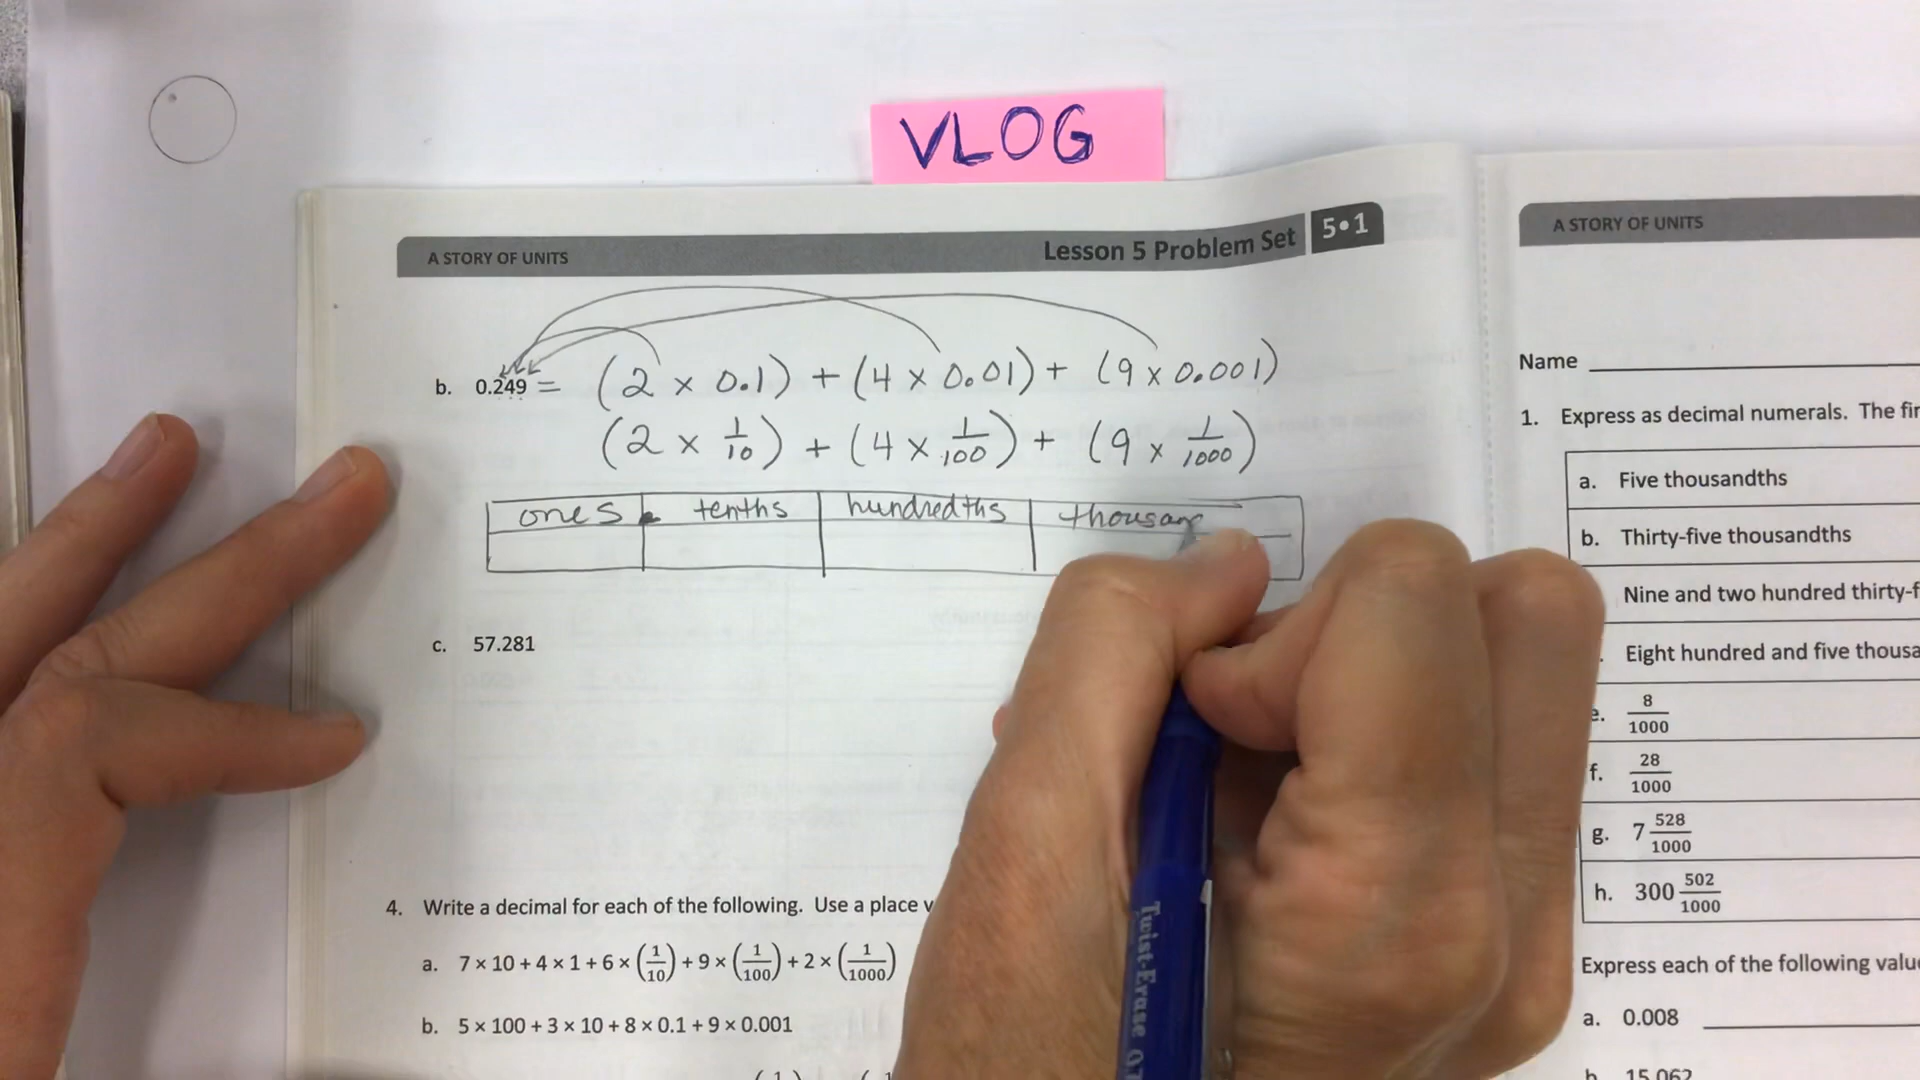 VLOG
A STORY OF UNITS
Lesson 5 Problem Set 5•1
b. 0.249 = (2 × 0.1) + (4 × 0.01) + (9 × 0.001)
(2 × 1/10) + (4 × 1/100) + (9 × 1/1000)
ones . tenths hundredths thousan
c. 57.281
4. Write a decimal for each of the following. Use a place v
a. 7 × 10 + 4 × 1 + 6 × (1/10) + 9 × (1/100) + 2 × (1/1000)
b. 5 × 100 + 3 × 10 + 8 × 0.1 + 9 × 0.001
A STORY OF UNITS
Name
1. Express as decimal numerals. The fir
a. Five thousandths
b. Thirty-five thousandths
Nine and two hundred thirty-f
Eight hundred and five thousa
e. 8/1000
f. 28/1000
g. 7 528/1000
h. 300 502/1000
Express each of the following valu
a. 0.008
b 15.062
Twist-Erase